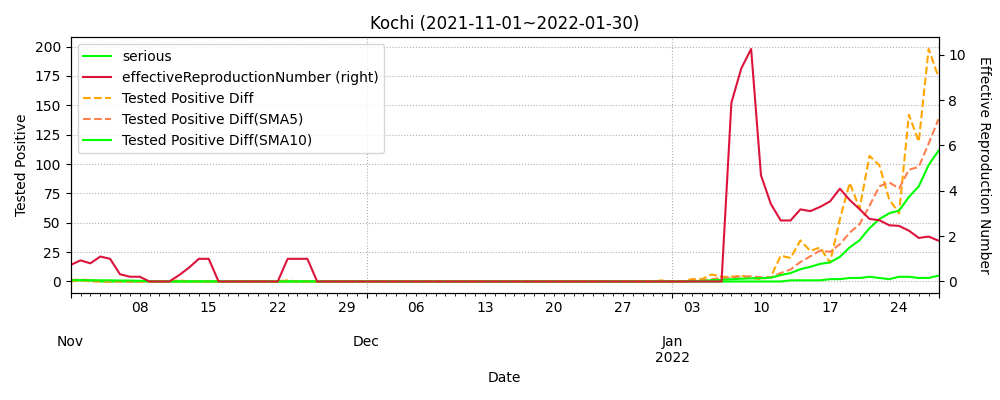 Kochi (2021-11-01~2022-01-30)
serious
effectiveReproductionNumber (right)
Tested Positive Diff
Tested Positive Diff(SMA5)
Tested Positive Diff(SMA10)
Tested Positive
200
175
150
125
100
75
50
25
0
10
8
6
4
2
0
Effective Reproduction Number
08 15 22 29 06 13 20 27 03 10 17 24
Nov Dec Jan
2022
Date